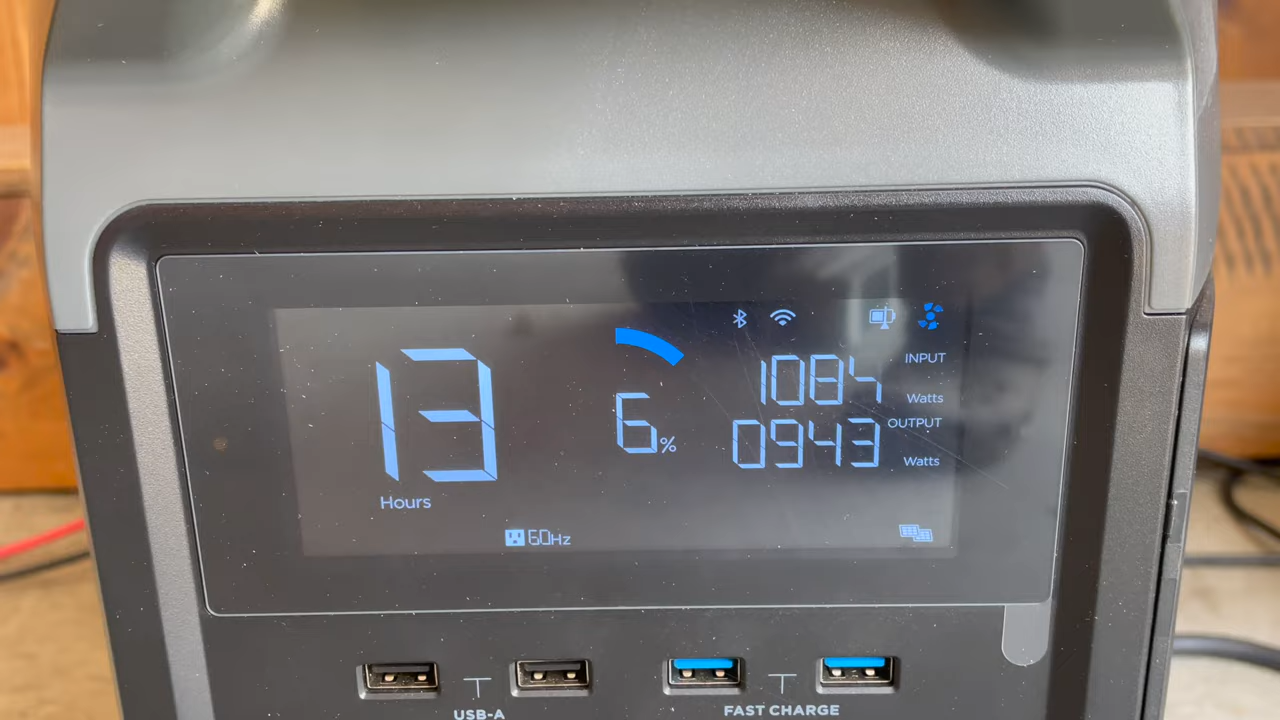 INPUT
1084
Watts
13
6%
OUTPUT
0943
Watts
Hours
60Hz
USB-A
FAST CHARGE